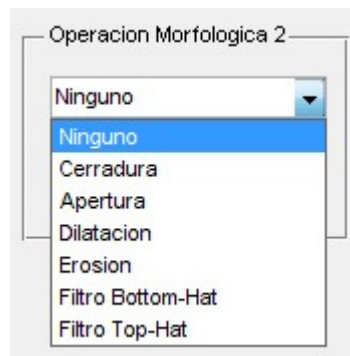 Operacion Morfologica 2
Ninguno
Ninguno
Cerradura
Apertura
Dilatacion
Erosion
Filtro Bottom-Hat
Filtro Top-Hat